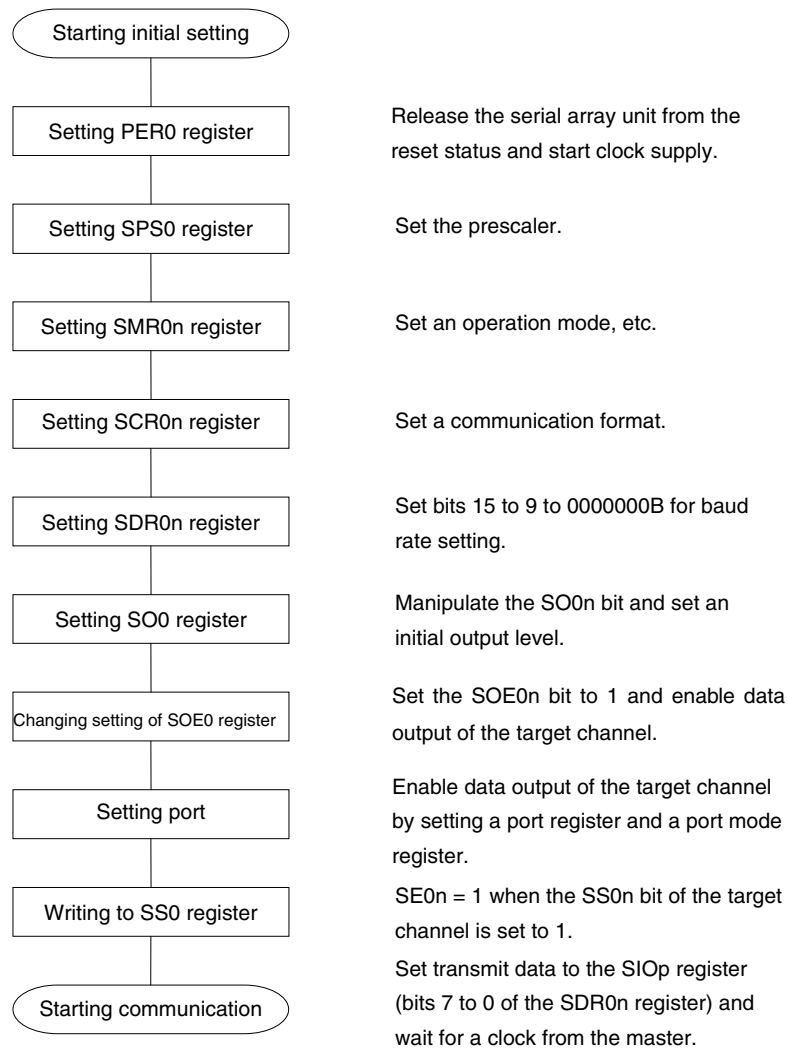 Starting initial setting
Setting PER0 register
Release the serial array unit from the
reset status and start clock supply.
Setting SPS0 register
Set the prescaler.
Setting SMR0n register
Set an operation mode, etc.
Setting SCR0n register
Set a communication format.
Setting SDR0n register
Set bits 15 to 9 to 0000000B for baud
rate setting.
Setting SO0 register
Manipulate the SO0n bit and set an
initial output level.
Changing setting of SOE0 register
Set the SOE0n bit to 1 and enable data
output of the target channel.
Setting port
Enable data output of the target channel
by setting a port register and a port mode
register.
Writing to SS0 register
SE0n = 1 when the SS0n bit of the target
channel is set to 1.
Starting communication
Set transmit data to the SIOp register
(bits 7 to 0 of the SDR0n register) and
wait for a clock from the master.